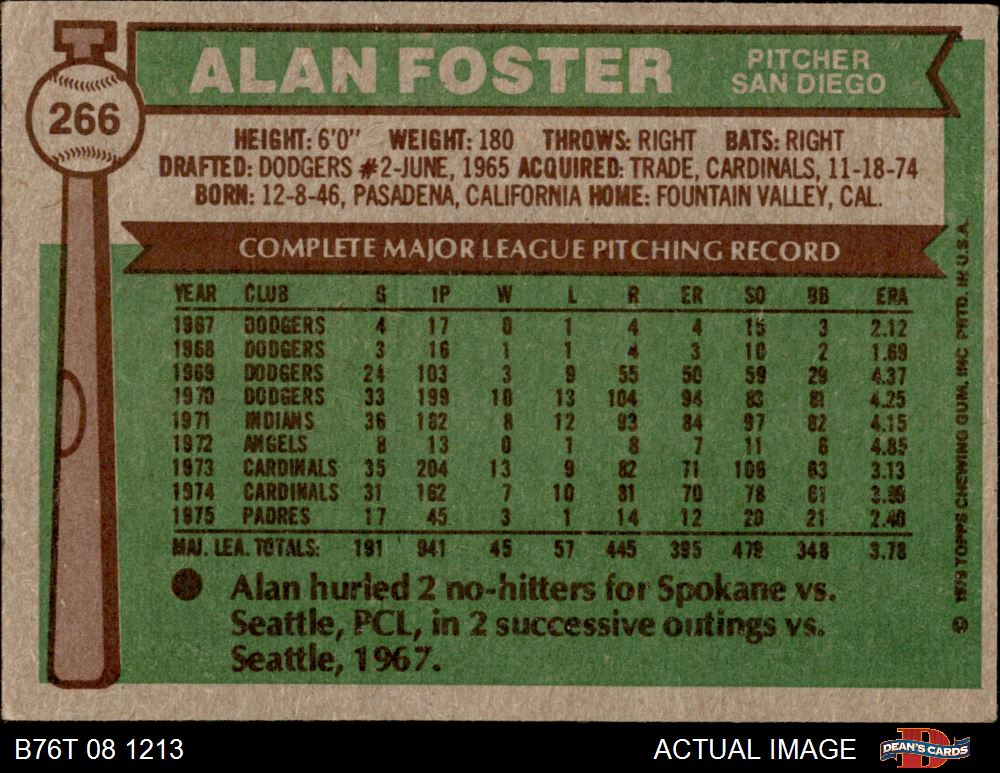 266
ALAN FOSTER
PITCHER
SAN DIEGO
HEIGHT: 6'0" WEIGHT: 180 THROWS: RIGHT BATS: RIGHT
DRAFTED: DODGERS #2-JUNE, 1965 ACQUIRED: TRADE, CARDINALS, 11-18-74
BORN: 12-8-46, PASADENA, CALIFORNIA HOME: FOUNTAIN VALLEY, CAL.
COMPLETE MAJOR LEAGUE PITCHING RECORD
YEAR CLUB G IP W L R ER SO BB ERA
1967 DODGERS 4 17 0 1 4 4 15 3 2.12
1968 DODGERS 3 16 1 1 4 3 10 2 1.69
1969 DODGERS 24 103 3 9 55 50 59 29 4.37
1970 DODGERS 33 199 10 13 104 94 83 81 4.25
1971 INDIANS 36 182 8 12 93 84 97 82 4.15
1972 ANGELS 8 13 0 1 8 7 11 6 4.85
1973 CARDINALS 35 204 13 9 82 71 106 63 3.13
1974 CARDINALS 31 162 7 10 81 70 78 61
1975 PADRES 17 45 3 1 14 12 20 21 2.40
MAJ. LEA. TOTALS: 191 941 45 57 445 395 479 348 3.78
Alan hurled 2 no-hitters for Spokane vs.
Seattle, PCL, in 2 successive outings vs.
Seattle, 1967.
© 1976 TOPPS CHEWING GUM, INC PRTD. IN U.S.A.
B76T 08 1213
ACTUAL IMAGE
DEAN'S CARDS